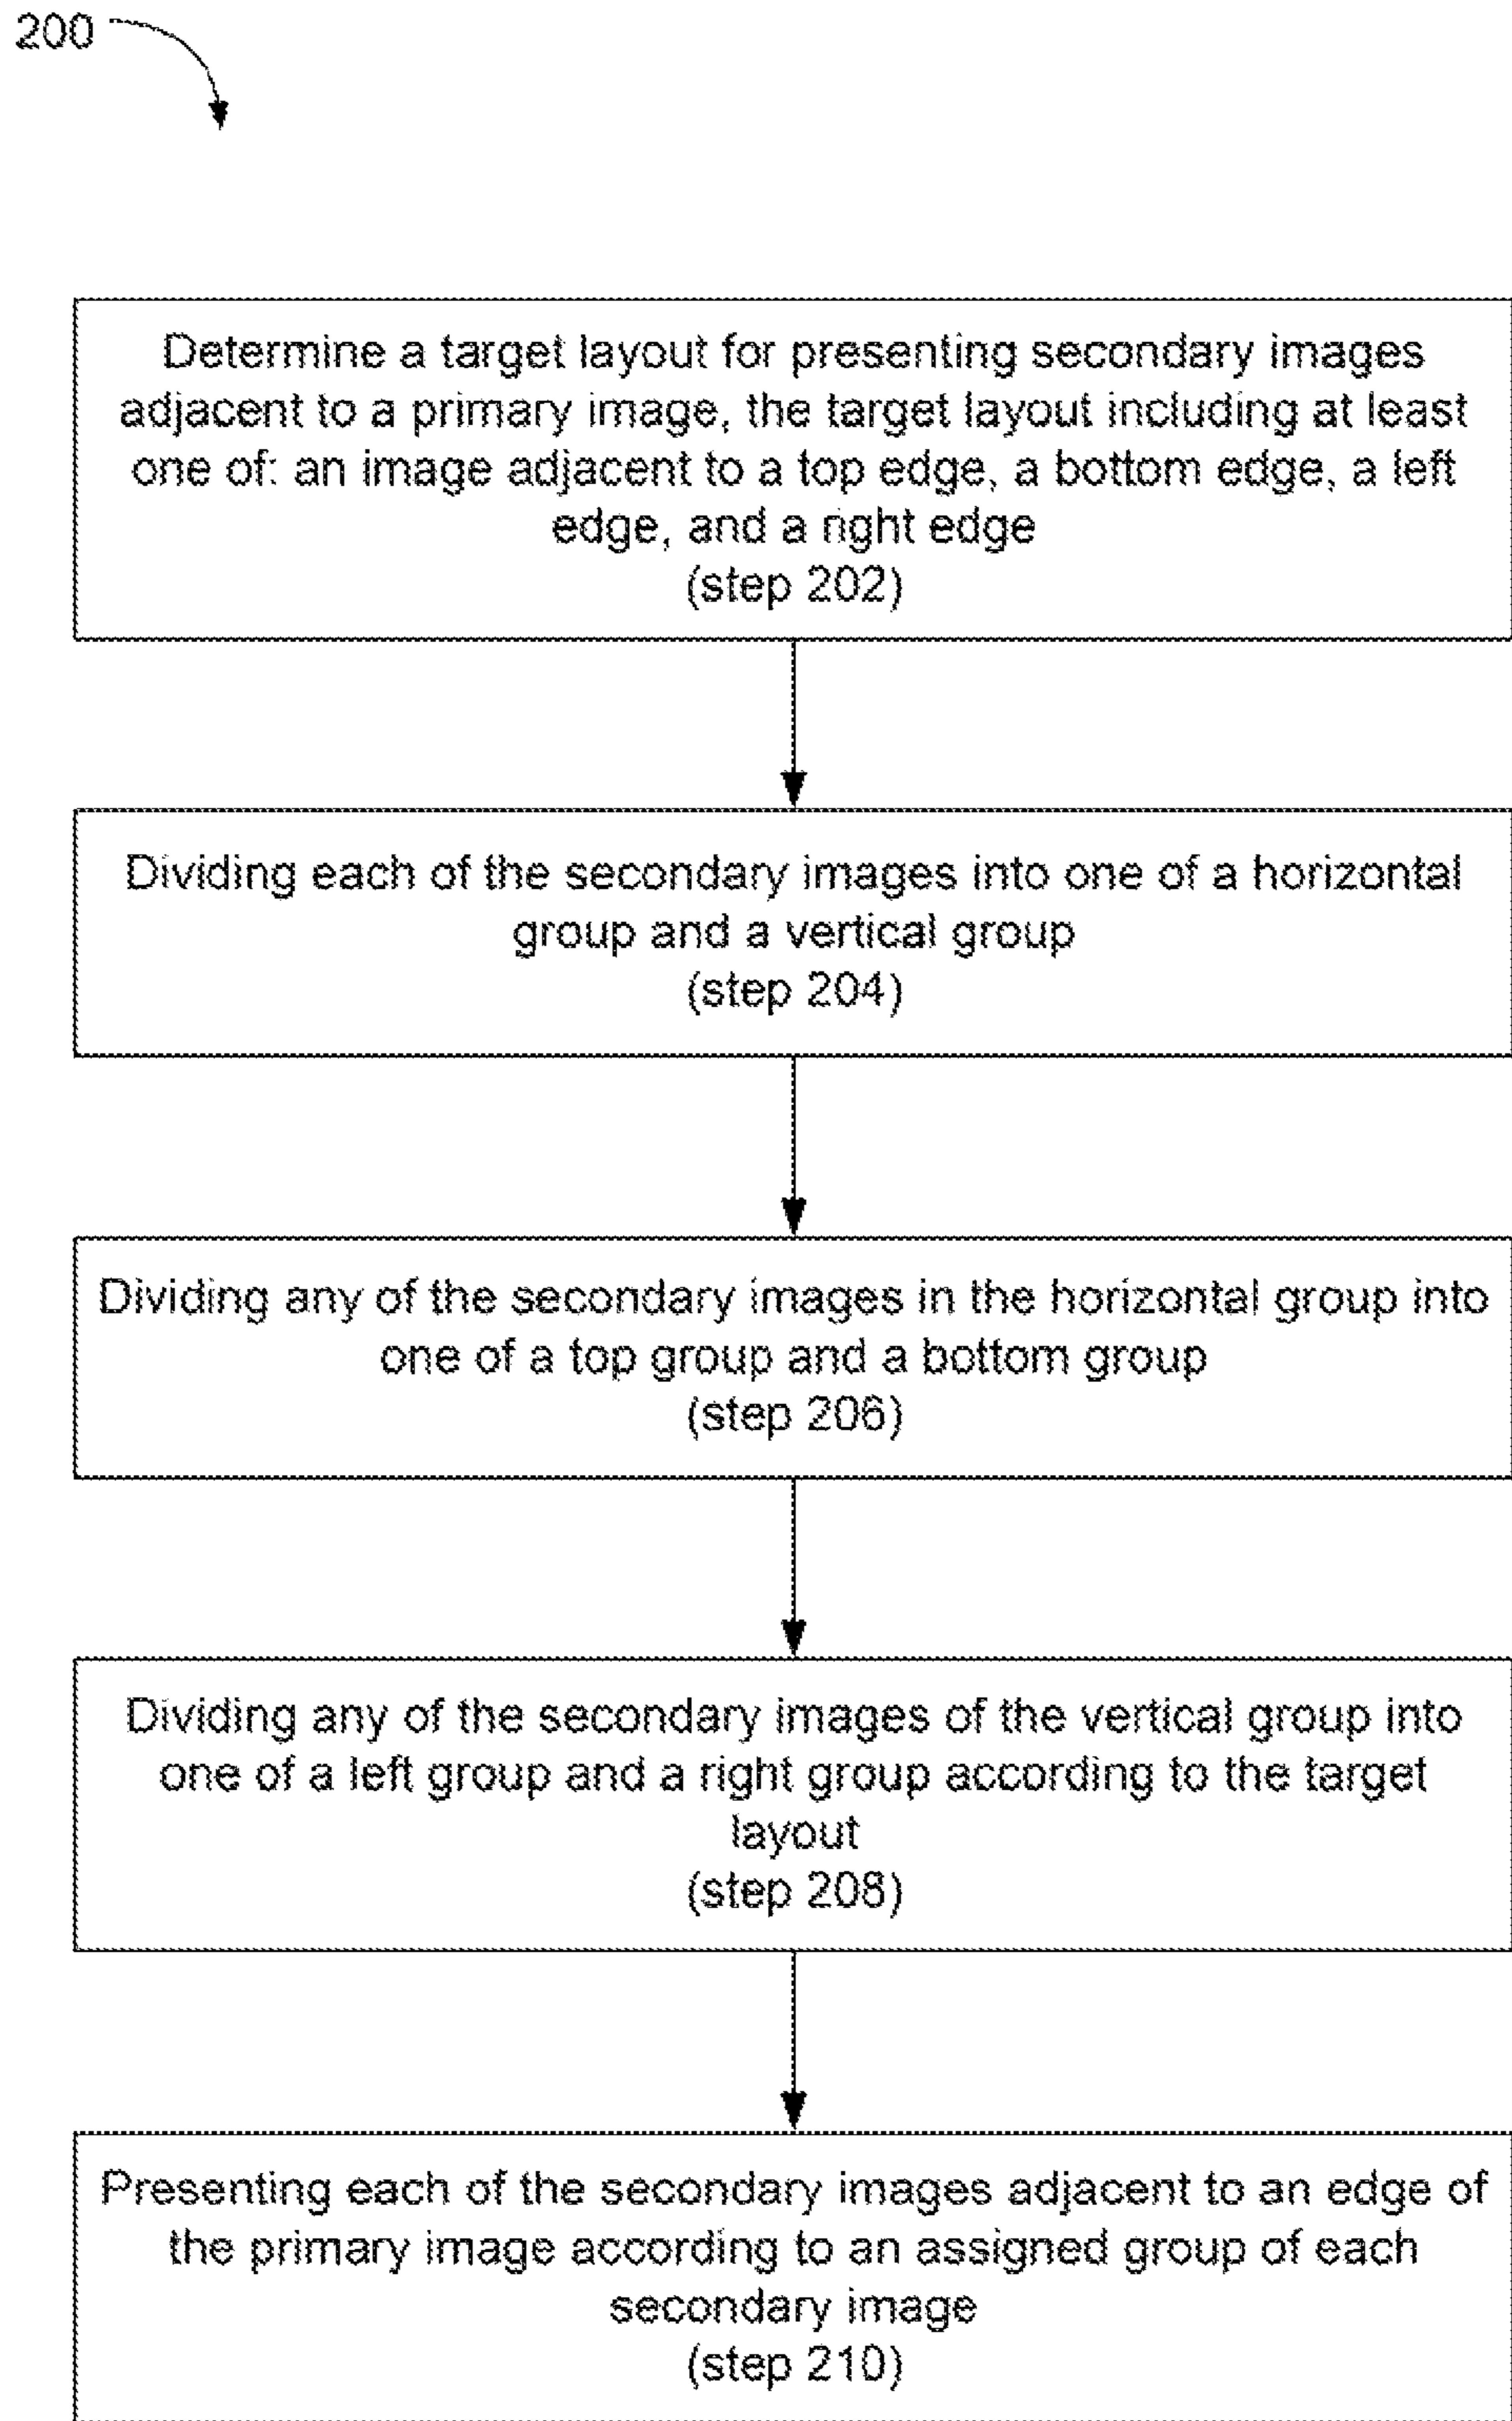 200
Determine a target layout for presenting secondary images
adjacent to a primary image, the target layout including at least
one of: an image adjacent to a top edge, a bottom edge, a left
edge, and a right edge
(step 202)
Dividing each of the secondary images into one of a horizontal
group and a vertical group
(step 204)
Dividing any of the secondary images in the horizontal group into
one of a top group and a bottom group
(step 206)
Dividing any of the secondary images of the vertical group into
one of a left group and a right group according to the target
layout
(step 208)
Presenting each of the secondary images adjacent to an edge of
the primary image according to an assigned group of each
secondary image
(step 210)